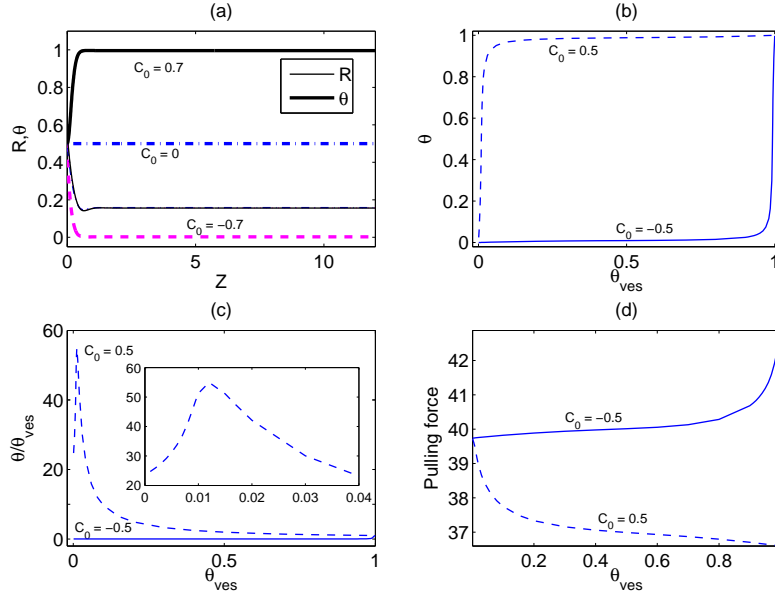 (a)
R,θ
1
0.8
0.6
0.4
0.2
0
0
5
10
Z
C0 = 0.7
C0 = 0
C0 = −0.7
R
θ
(b)
θ
1
0.8
0.6
0.4
0.2
0
0
0.5
1
θves
C0 = 0.5
C0 = −0.5
(c)
θ/θves
60
40
20
0
0
0.5
1
θves
C0 = 0.5
C0 = −0.5
60
50
40
30
20
10
0
0.01
0.02
0.03
0.04
(d)
Pulling force
42
41
40
39
38
37
0.2
0.4
0.6
0.8
θves
C0 = −0.5
C0 = 0.5